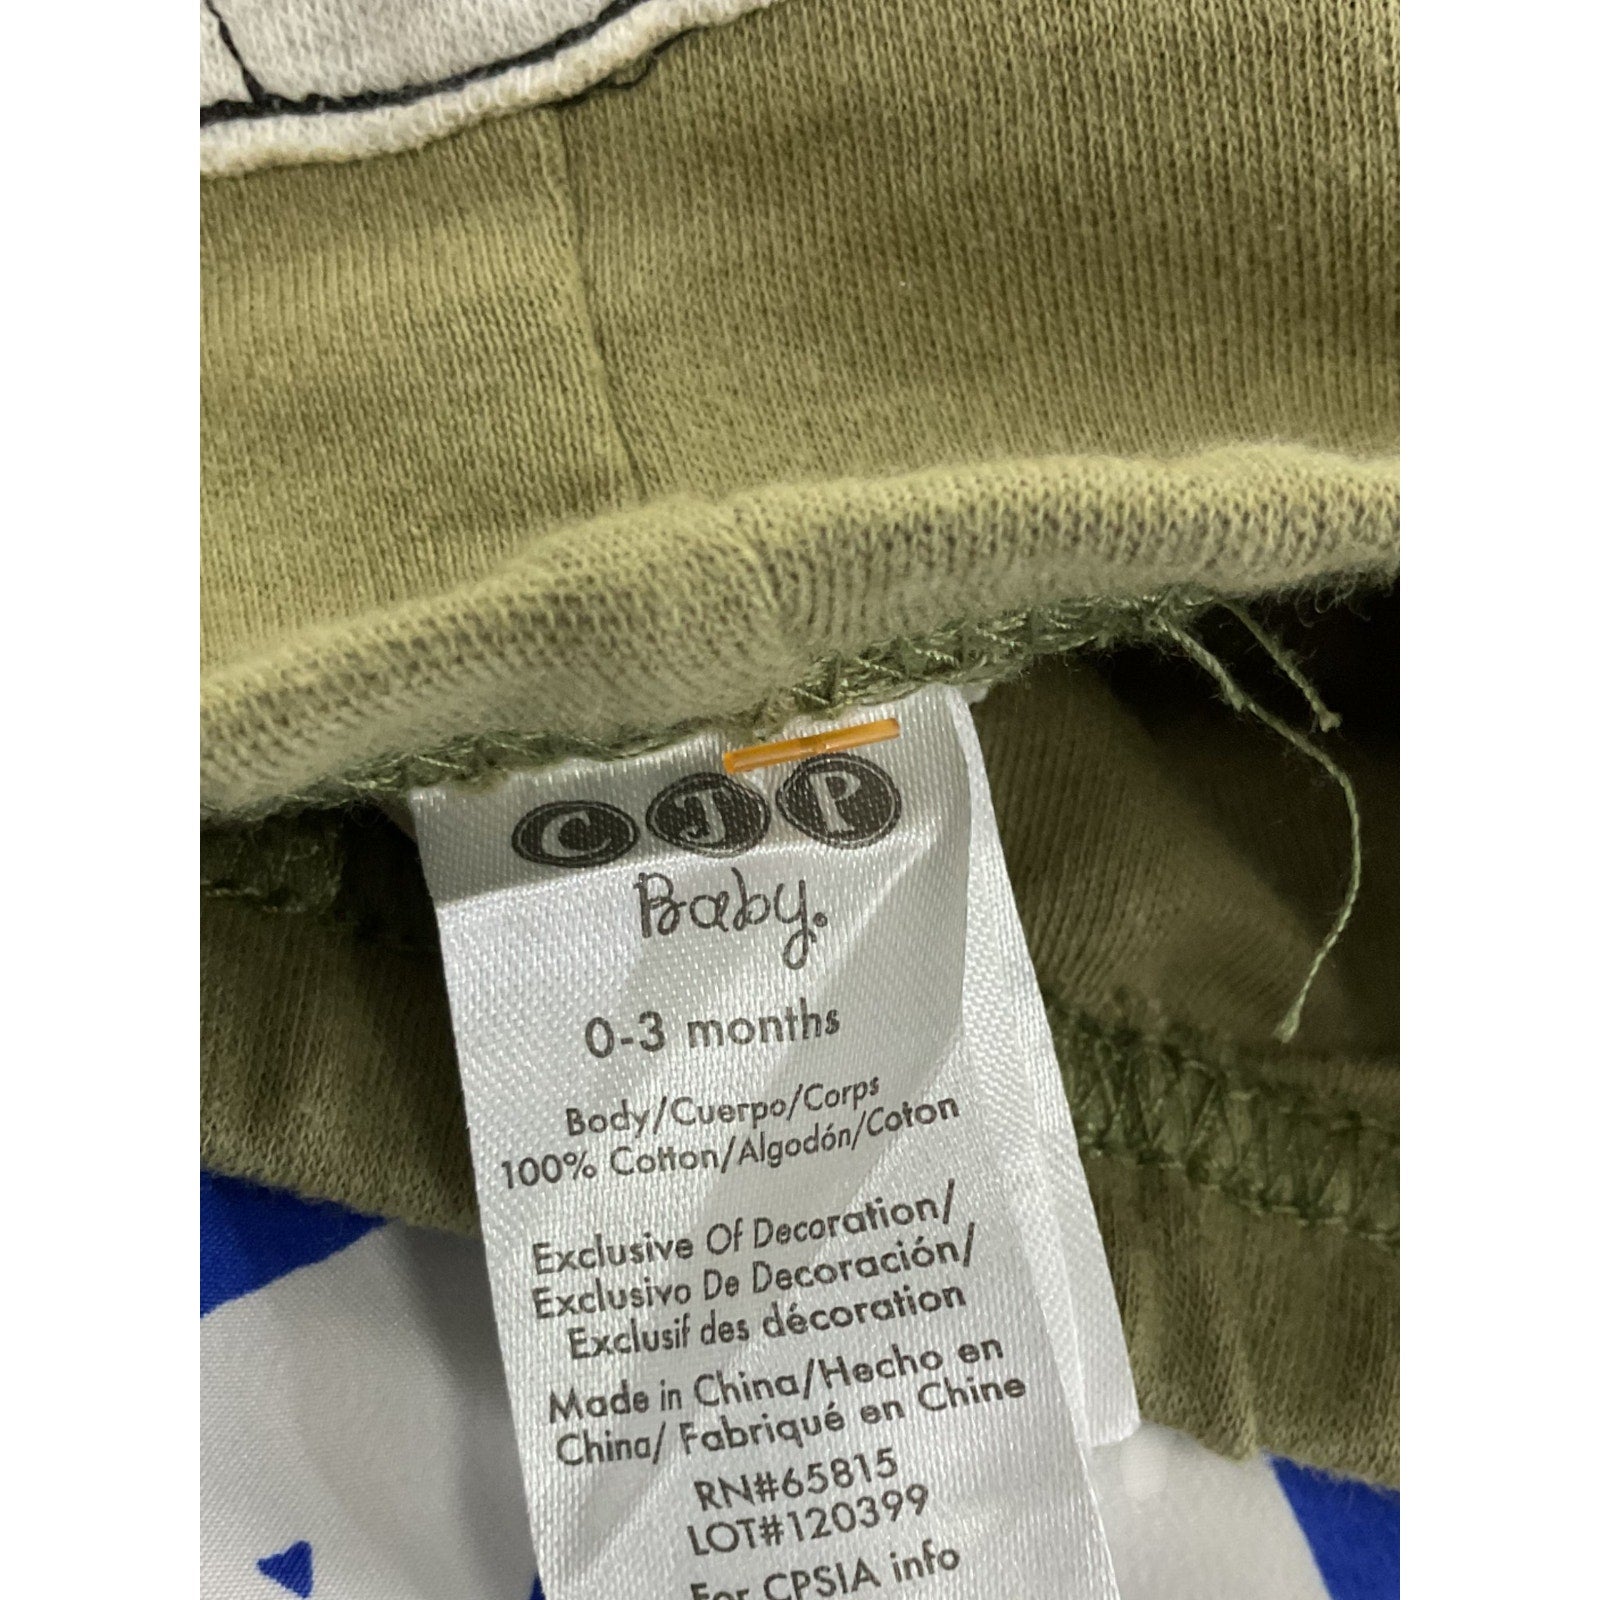 CJP
Baby.
0-3 months
Body/Cuerpo/Corps
100% Cotton/Algodón/Coton
Exclusive Of Decoration/
Exclusivo De Decoración/
Exclusif des décoration
Made in China/Hecho en
China/ Fabriqué en Chine
RN#65815
LOT#120399
For CPSIA info